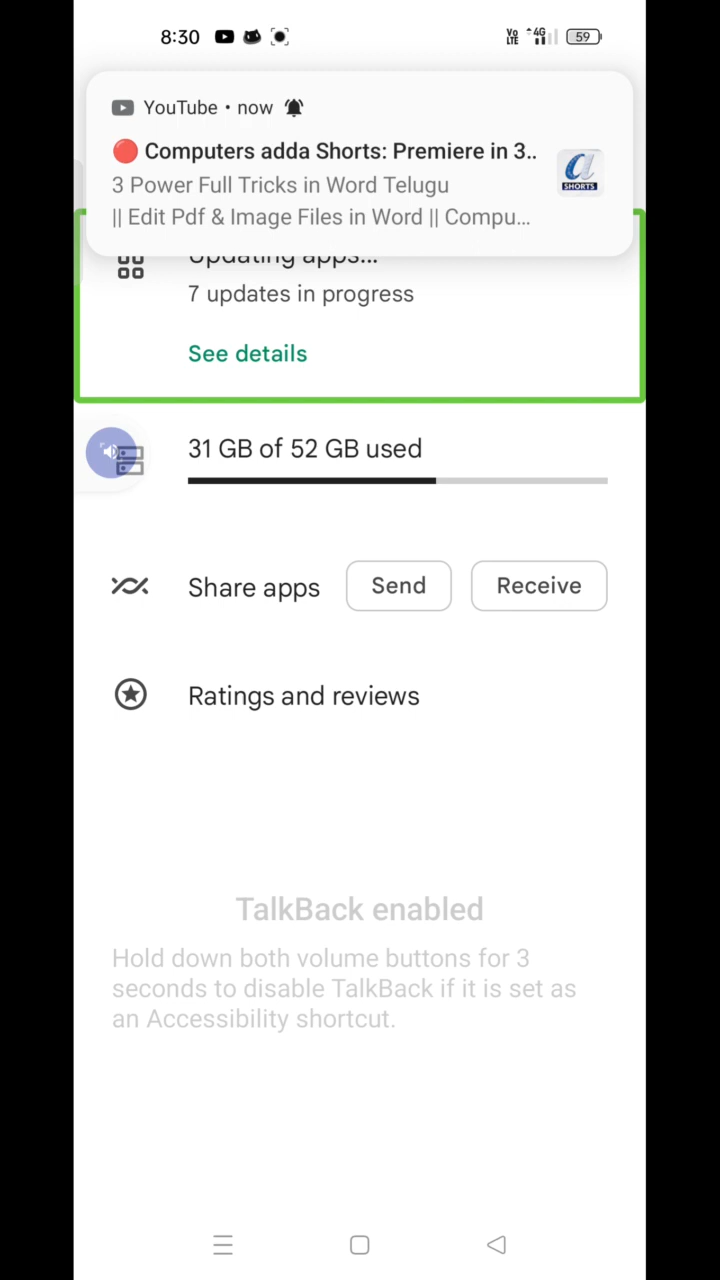 8:30
Vo LTE 4G 59
YouTube • now
Computers adda Shorts: Premiere in 3..
3 Power Full Tricks in Word Telugu
|| Edit Pdf & Image Files in Word || Compu...
SHORTS
Updating apps...
7 updates in progress
See details
31 GB of 52 GB used
Share apps Send Receive
Ratings and reviews
TalkBack enabled
Hold down both volume buttons for 3
seconds to disable TalkBack if it is set as
an Accessibility shortcut.